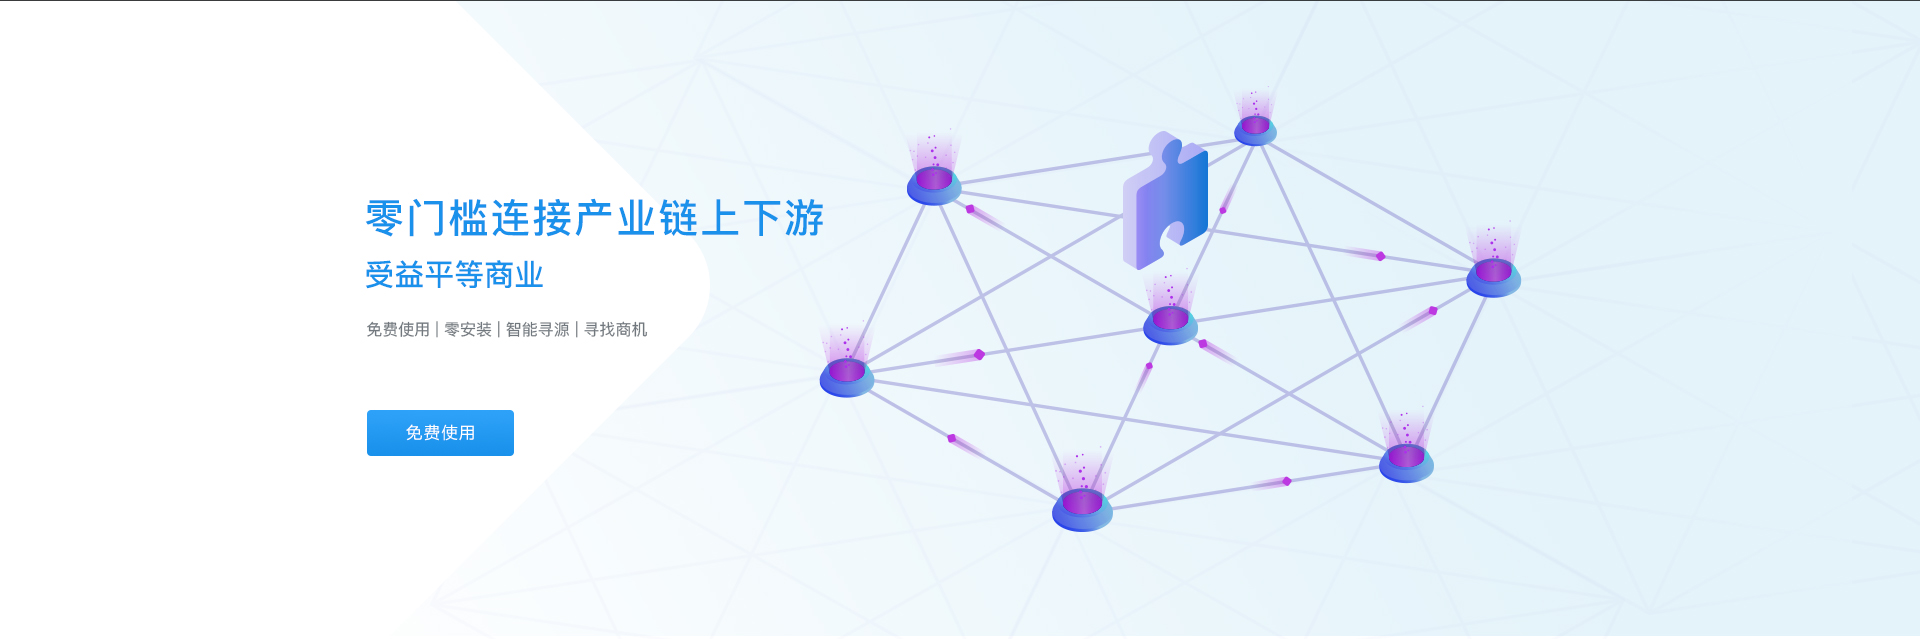 零门槛连接产业链上下游
受益平等商业
免费使用 | 零安装 | 智能寻源 | 寻找商机
免费使用